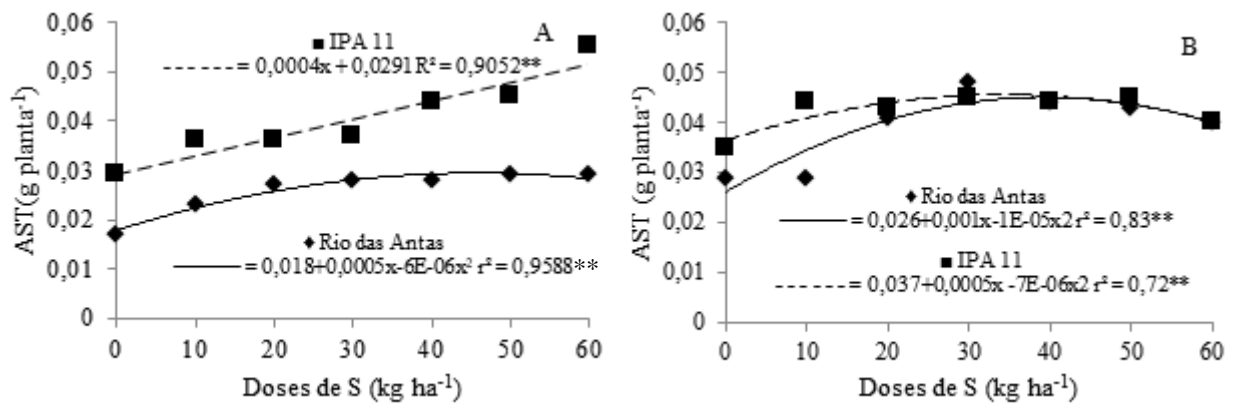 A
AST(g planta⁻¹)
0,06
0,05
0,04
0,03
0,02
0,01
0
■ IPA 11
= 0,0004x + 0,0291R² = 0,9052**
◆ Rio das Antas
= 0,018+0,0005x-6E-06x² r² = 0,9588**
0 10 20 30 40 50 60
Doses de S (kg ha⁻¹)
B
AST (g planta⁻¹)
0,06
0,05
0,04
0,03
0,02
0,01
0
◆ Rio das Antas
= 0,026+0,001x-1E-05x2 r² = 0,83**
■ IPA 11
= 0,037+0,0005x -7E-06x2 r² = 0,72**
0 10 20 30 40 50 60
Doses de S (kg ha⁻¹)